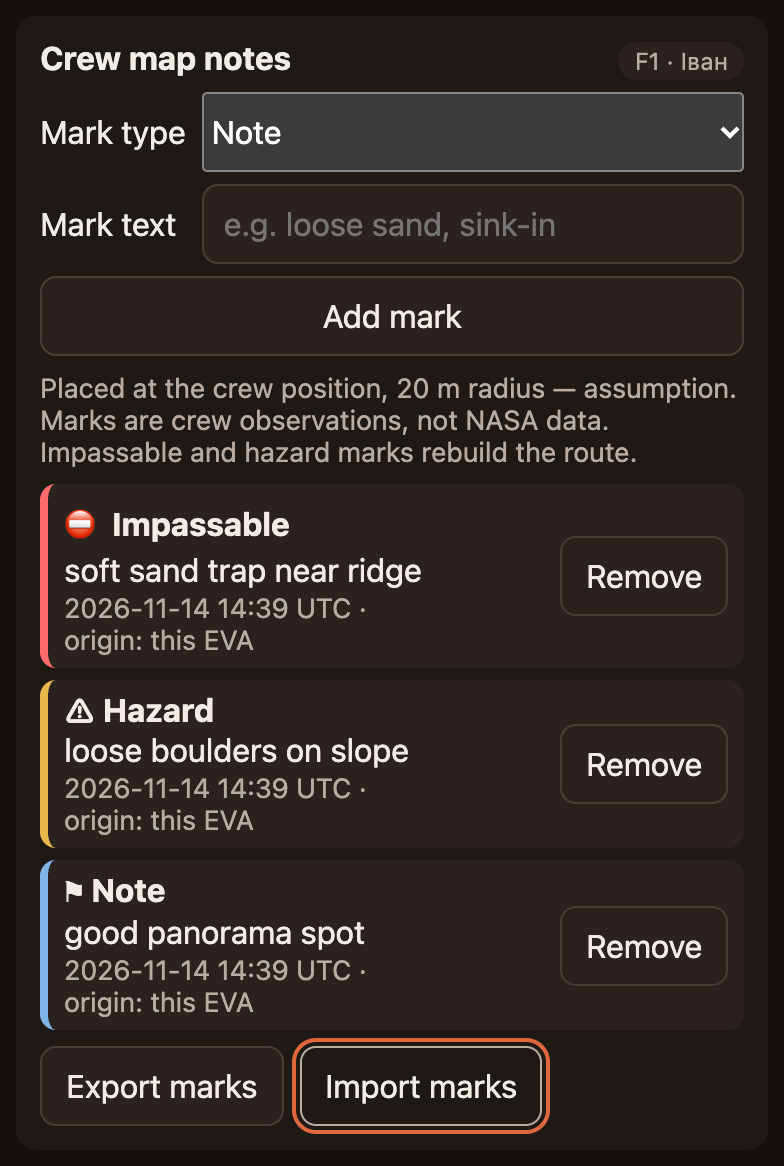 Crew map notes
F1 · Іван
Mark type
Note
Mark text
e.g. loose sand, sink-in
Add mark
Placed at the crew position, 20 m radius — assumption.
Marks are crew observations, not NASA data.
Impassable and hazard marks rebuild the route.
⛔ Impassable
soft sand trap near ridge
2026-11-14 14:39 UTC ·
origin: this EVA
Remove
⚠ Hazard
loose boulders on slope
2026-11-14 14:39 UTC ·
origin: this EVA
Remove
⚑ Note
good panorama spot
2026-11-14 14:39 UTC ·
origin: this EVA
Remove
Export marks
Import marks